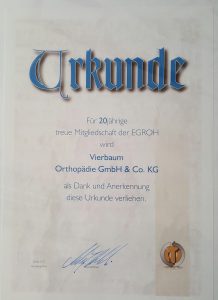 Urkunde
Für 20jährige
treue Mitgliedschaft der EGROH
wird
Vierbaum
Orthopädie GmbH & Co. KG
als Dank und Anerkennung
diese Urkunde verliehen.